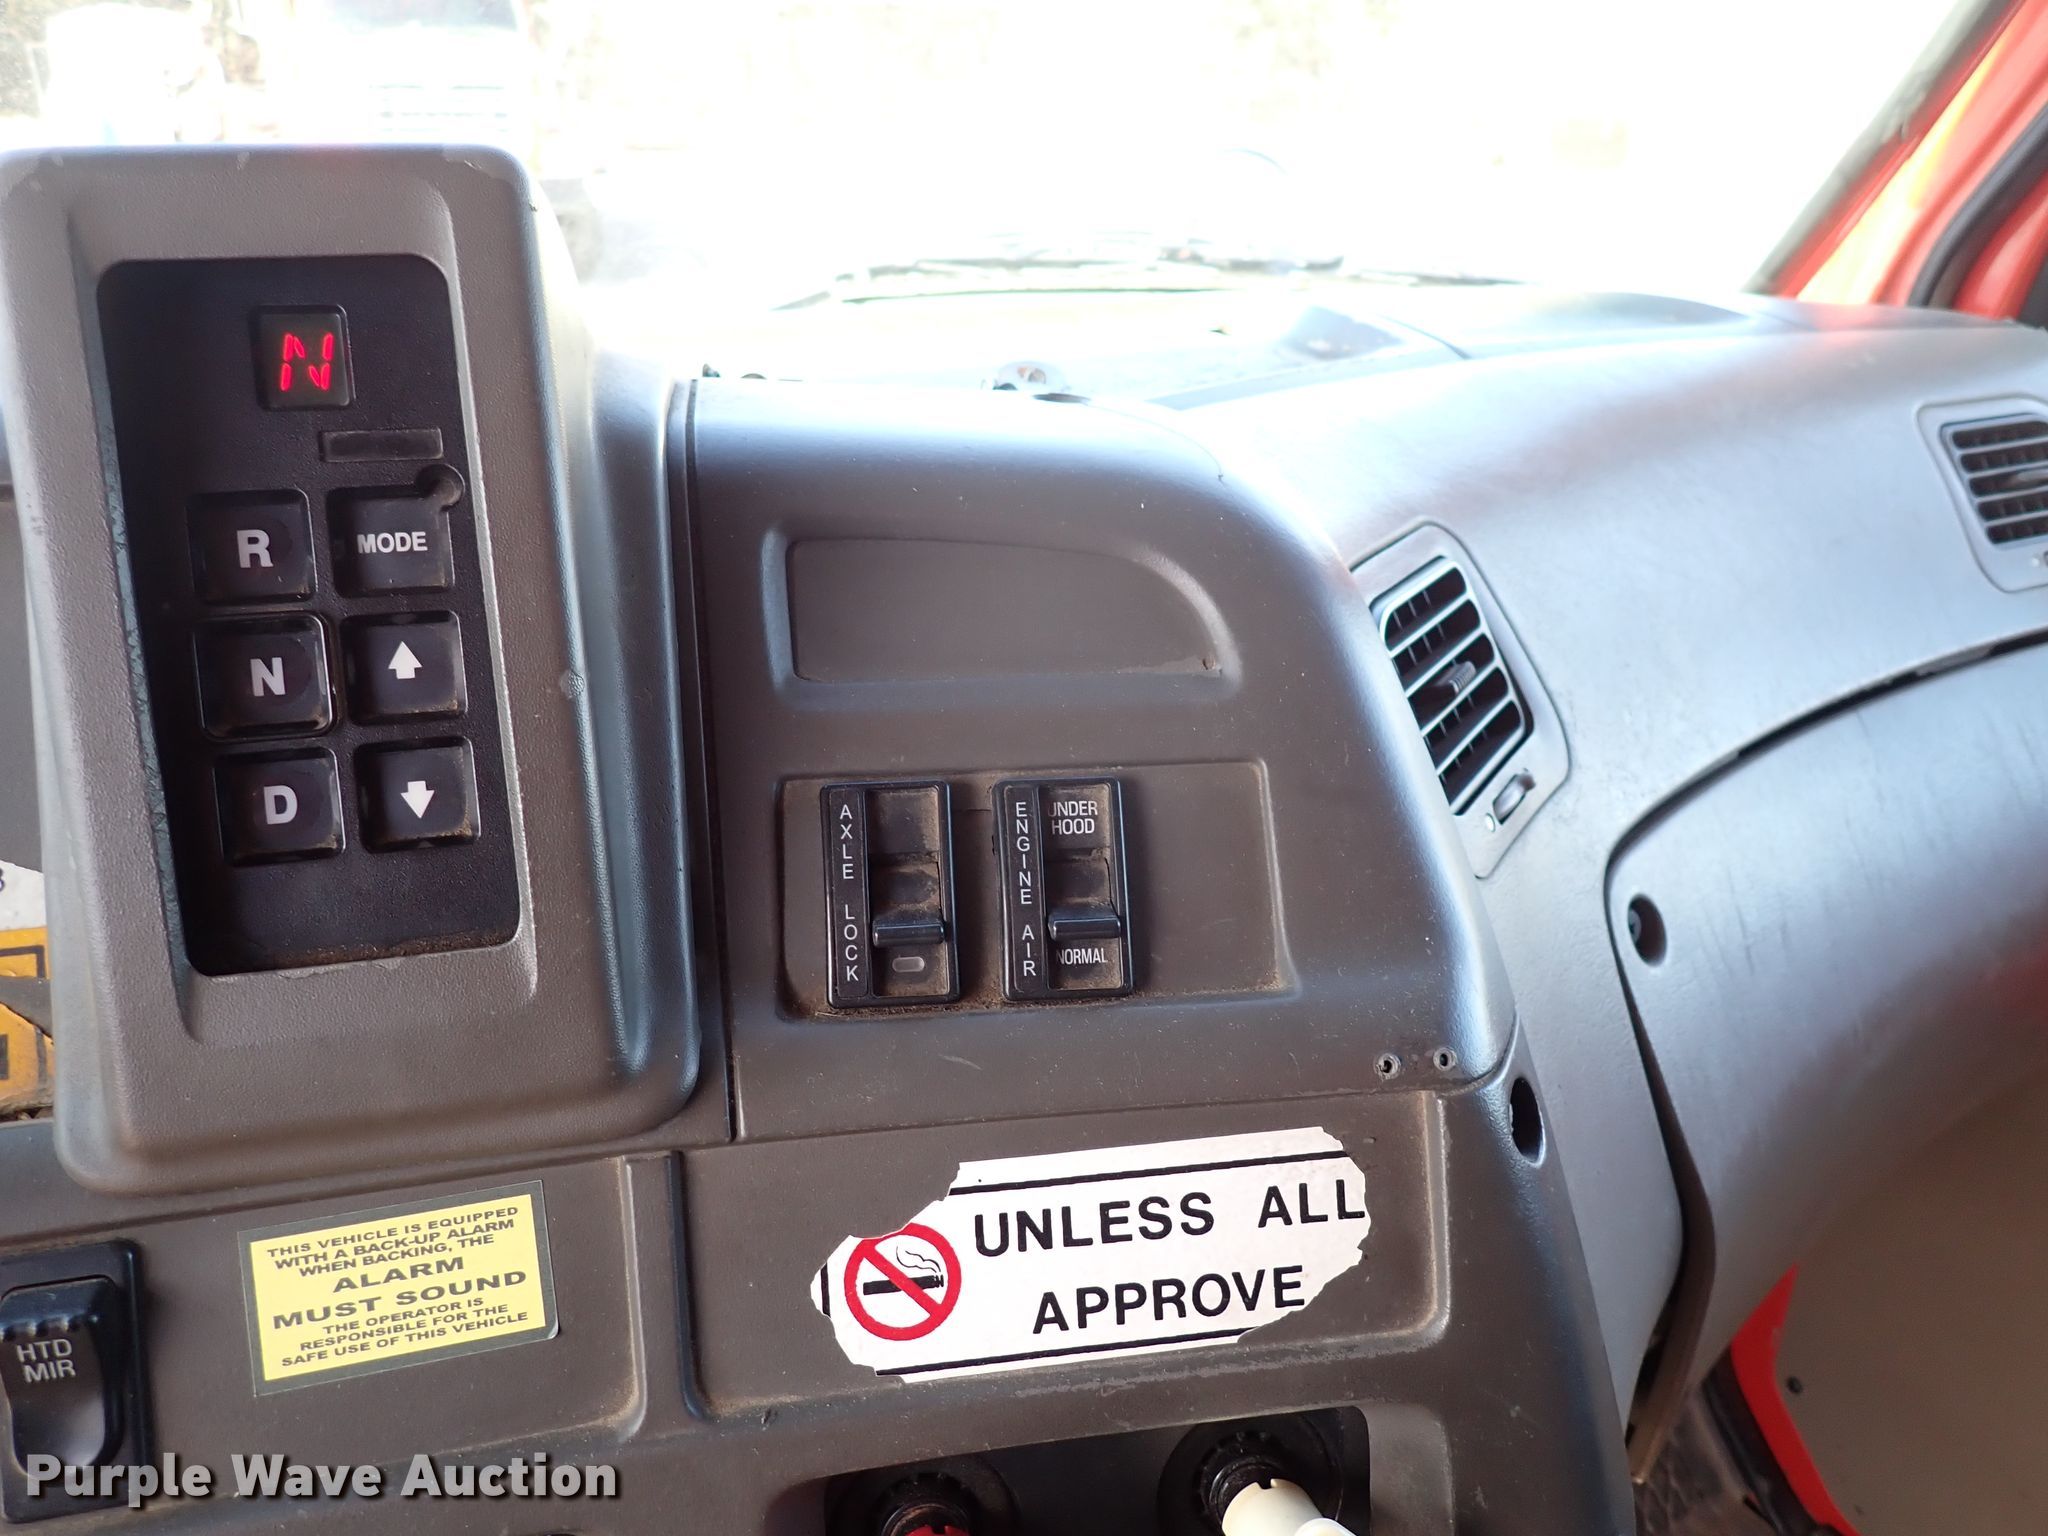 N
R
MODE
N
D
AXLE LOCK
ENGINE AIR
UNDER
HOOD
NORMAL
THIS VEHICLE IS EQUIPPED
WITH A BACK-UP ALARM
WHEN BACKING, THE
ALARM
MUST SOUND
THE OPERATOR IS
RESPONSIBLE FOR THE
SAFE USE OF THIS VEHICLE
UNLESS ALL
APPROVE
HTD
MIR
Purple Wave Auction